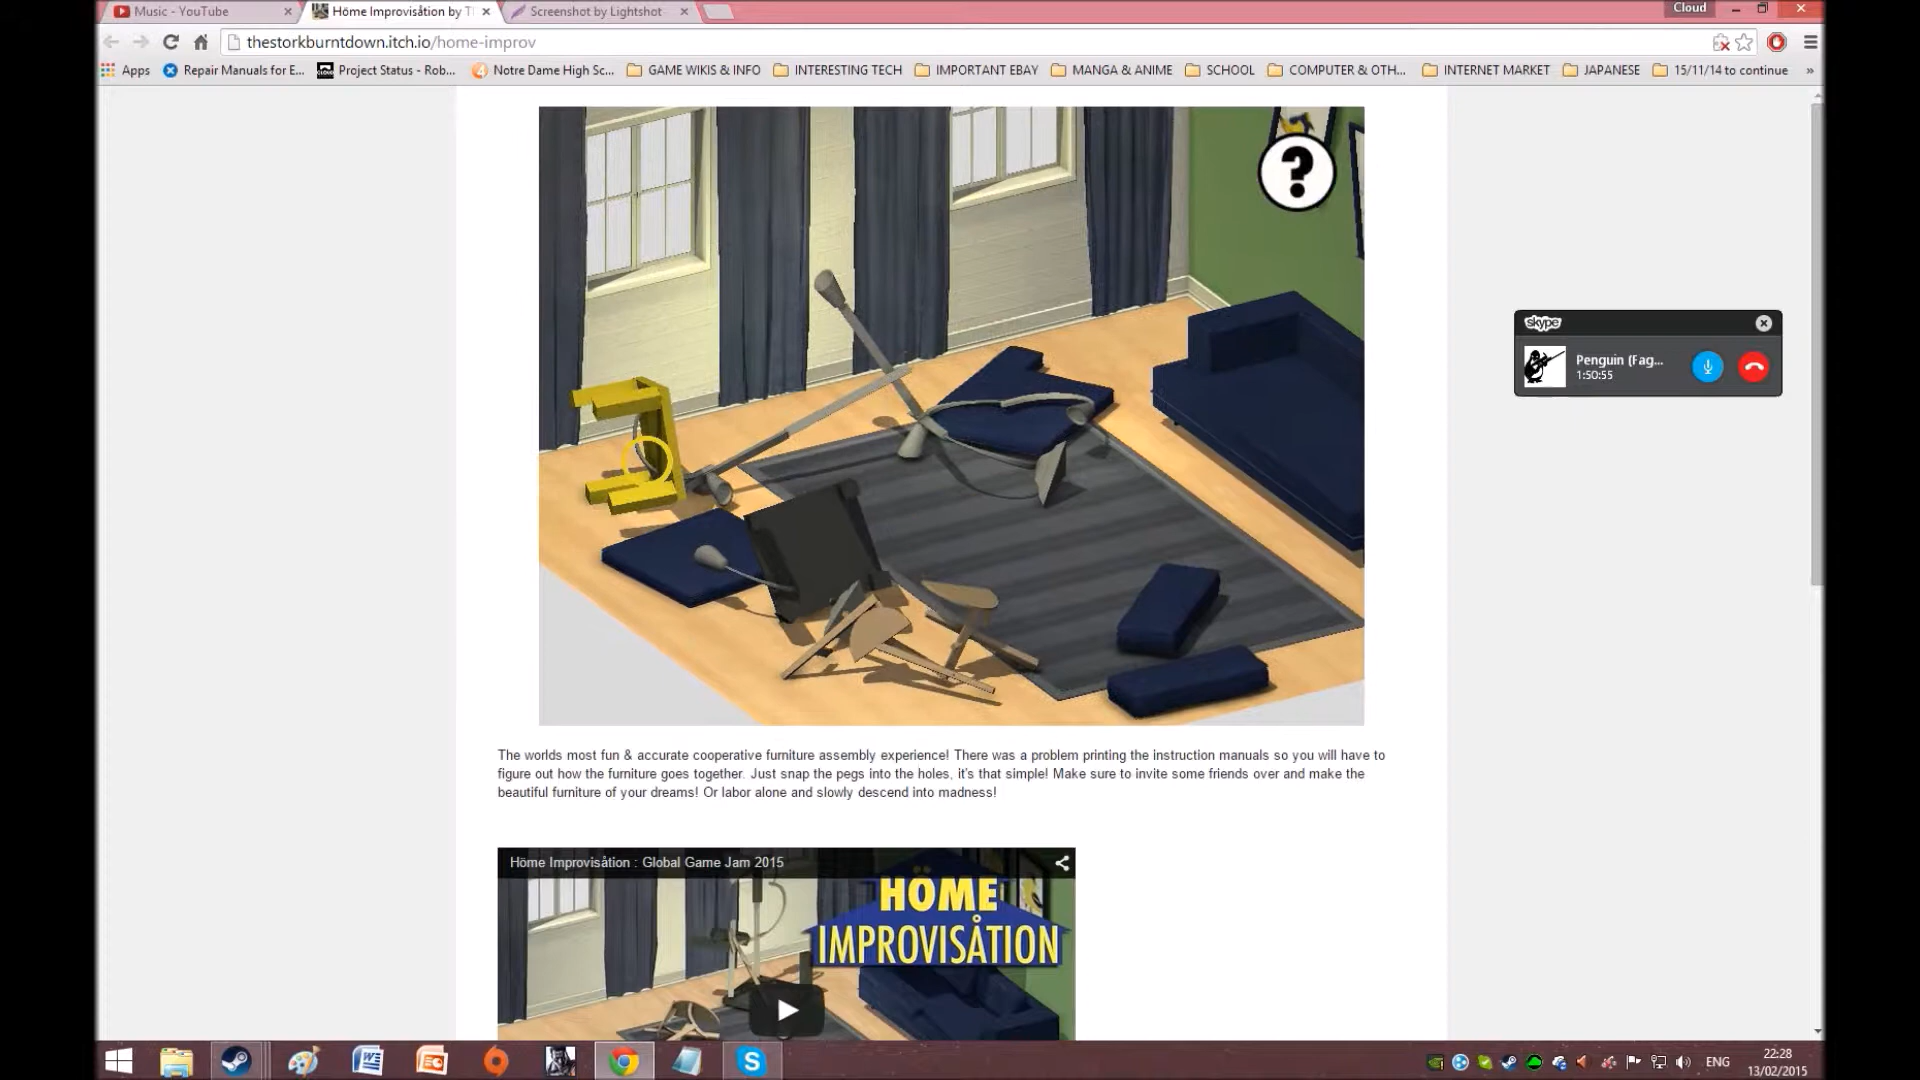 Music - YouTube
Höme Improvisåtion by T
Screenshot by Lightshot
Cloud
thestorkburntdown.itch.io/home-improv
Apps
Repair Manuals for E...
Project Status - Rob...
Notre Dame High Sc...
GAME WIKIS & INFO
INTERESTING TECH
IMPORTANT EBAY
MANGA & ANIME
SCHOOL
COMPUTER & OTH...
INTERNET MARKET
JAPANESE
15/11/14 to continue
»
?
skype
Penguin (Fag...
1:50:55
The worlds most fun & accurate cooperative furniture assembly experience! There was a problem printing the instruction manuals so you will have to
figure out how the furniture goes together. Just snap the pegs into the holes, it's that simple! Make sure to invite some friends over and make the
beautiful furniture of your dreams! Or labor alone and slowly descend into madness!
Höme Improvisåtion : Global Game Jam 2015
HÖME
IMPROVISÅTION
ENG
22:28
13/02/2015